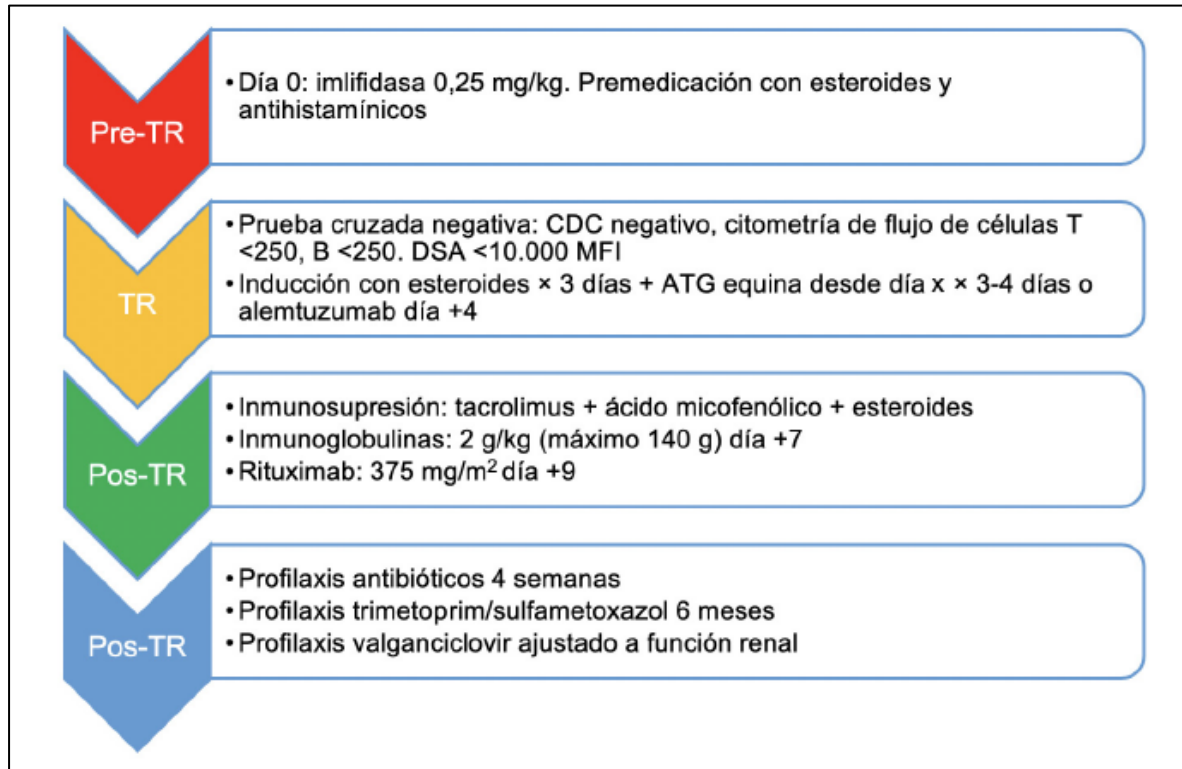 Pre-TR
• Día 0: imlifidasa 0,25 mg/kg. Premedicación con esteroides y
antihistamínicos
TR
• Prueba cruzada negativa: CDC negativo, citometría de flujo de células T
<250, B <250. DSA <10.000 MFI
• Inducción con esteroides × 3 días + ATG equina desde día x × 3-4 días o
alemtuzumab día +4
Pos-TR
• Inmunosupresión: tacrolimus + ácido micofenólico + esteroides
• Inmunoglobulinas: 2 g/kg (máximo 140 g) día +7
• Rituximab: 375 mg/m² día +9
Pos-TR
• Profilaxis antibióticos 4 semanas
• Profilaxis trimetoprim/sulfametoxazol 6 meses
• Profilaxis valganciclovir ajustado a función renal